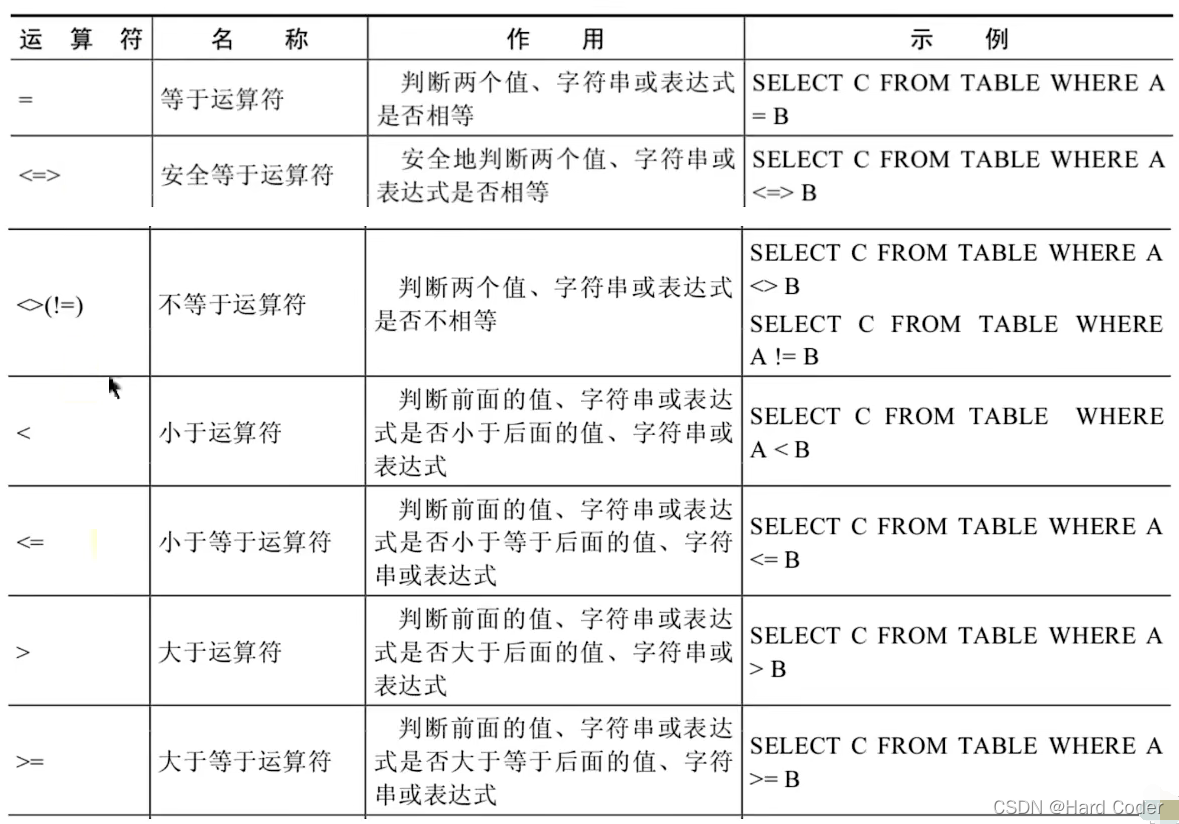 运 算 符 名 称 作 用 示 例
= 等于运算符 判断两个值、字符串或表达式 SELECT C FROM TABLE WHERE A
是否相等 = B
<=> 安全等于运算符 安全地判断两个值、字符串或 SELECT C FROM TABLE WHERE A
表达式是否相等 <=> B
<>(!=) 不等于运算符 判断两个值、字符串或表达式 SELECT C FROM TABLE WHERE A
是否不相等 <> B
SELECT C FROM TABLE WHERE
A != B
< 小于运算符 判断前面的值、字符串或表达 SELECT C FROM TABLE WHERE
式是否小于后面的值、字符串或 A < B
表达式
<= 小于等于运算符 判断前面的值、字符串或表达 SELECT C FROM TABLE WHERE A
式是否小于等于后面的值、字符 <= B
串或表达式
> 大于运算符 判断前面的值、字符串或表达 SELECT C FROM TABLE WHERE A
式是否大于后面的值、字符串或 > B
表达式
>= 大于等于运算符 判断前面的值、字符串或表达 SELECT C FROM TABLE WHERE A
式是否大于等于后面的值、字符 >= B
串或表达式
CSDN @Hard Coder